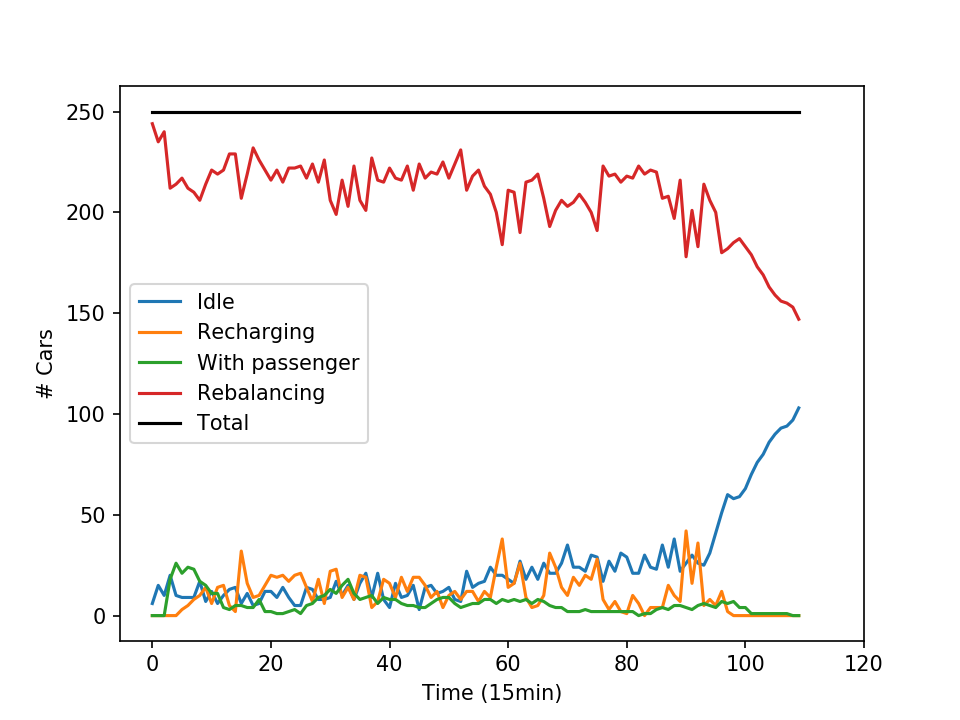 250
200
150
100
50
0
# Cars
Idle
Recharging
With passenger
Rebalancing
Total
0 20 40 60 80 100 120
Time (15min)